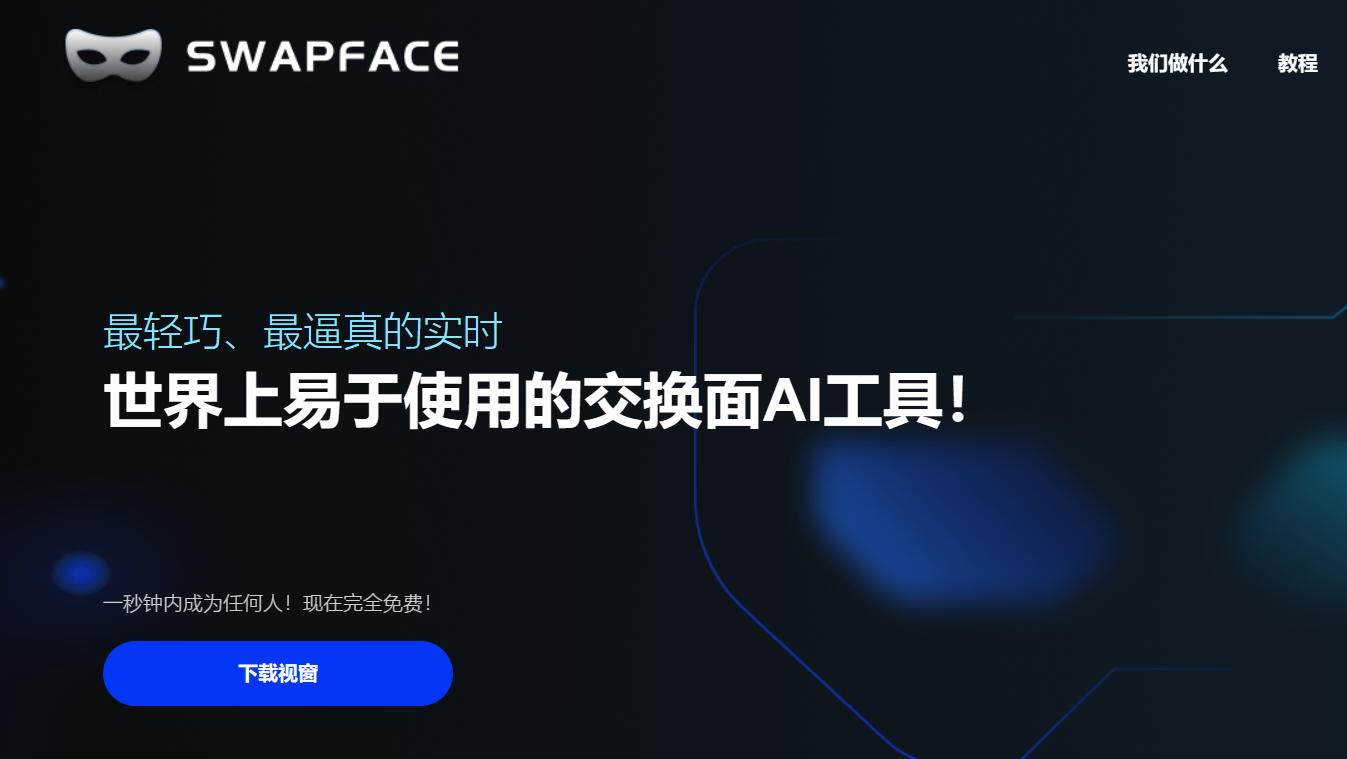 SWAPFACE
我们做什么
教程
最轻巧、最逼真的实时
世界上易于使用的交换面AI工具！
一秒钟内成为任何人！现在完全免费！
下载视窗